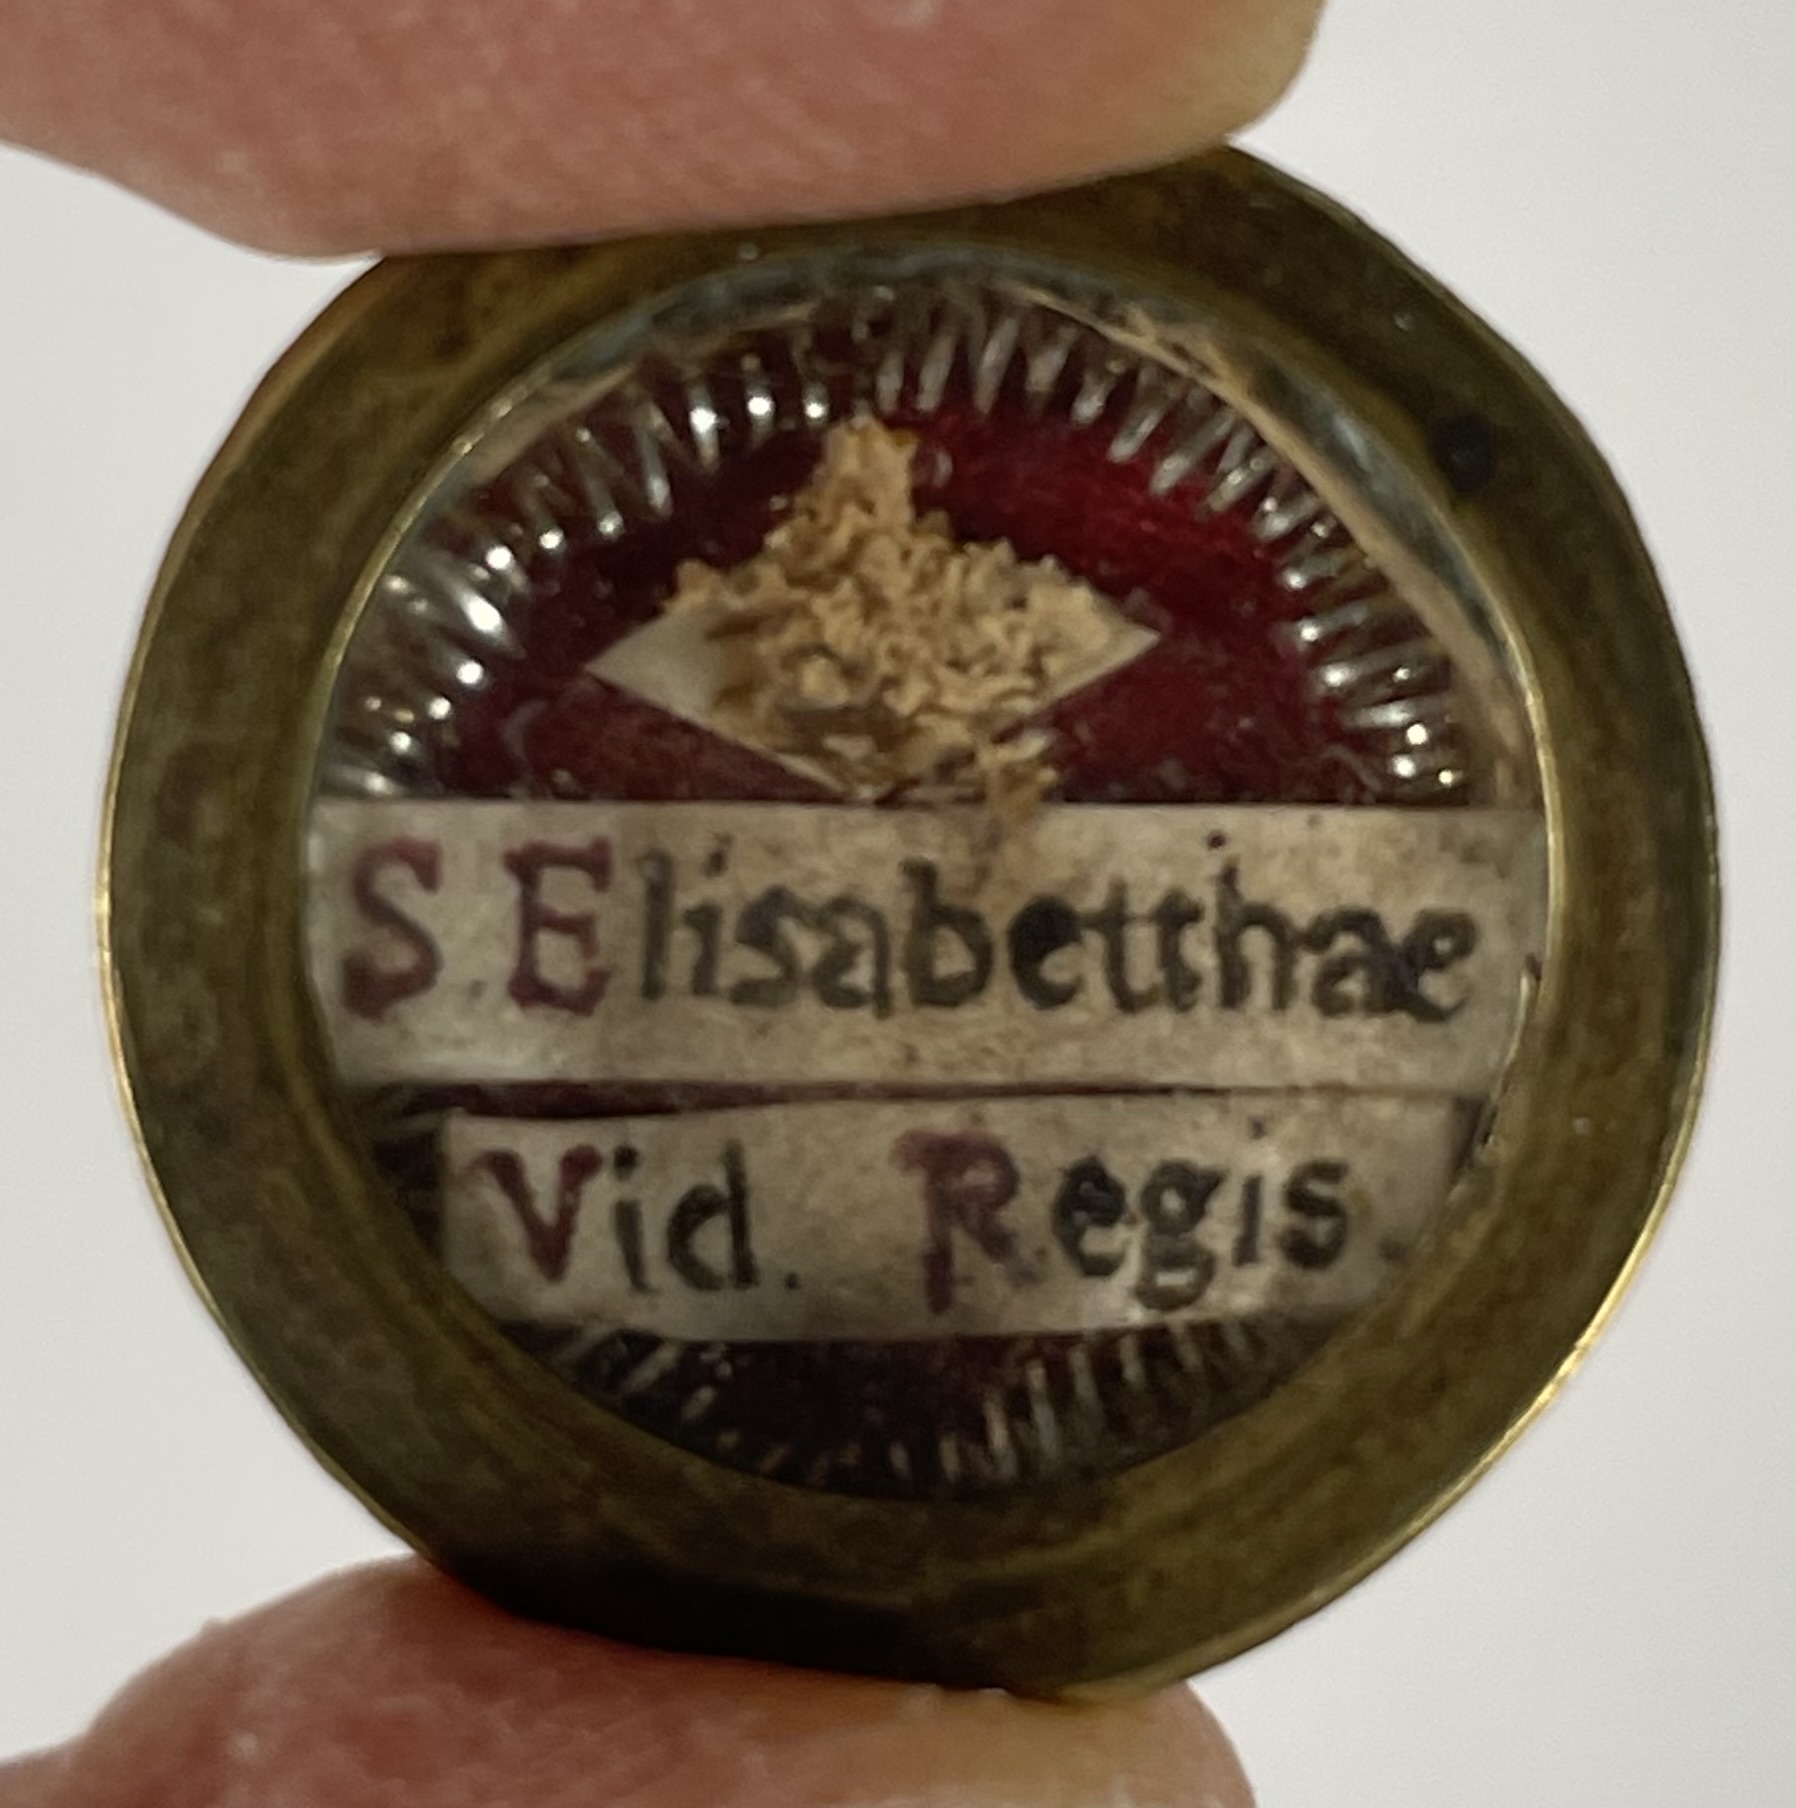 S. Elisabetthae
Vid. Regis.